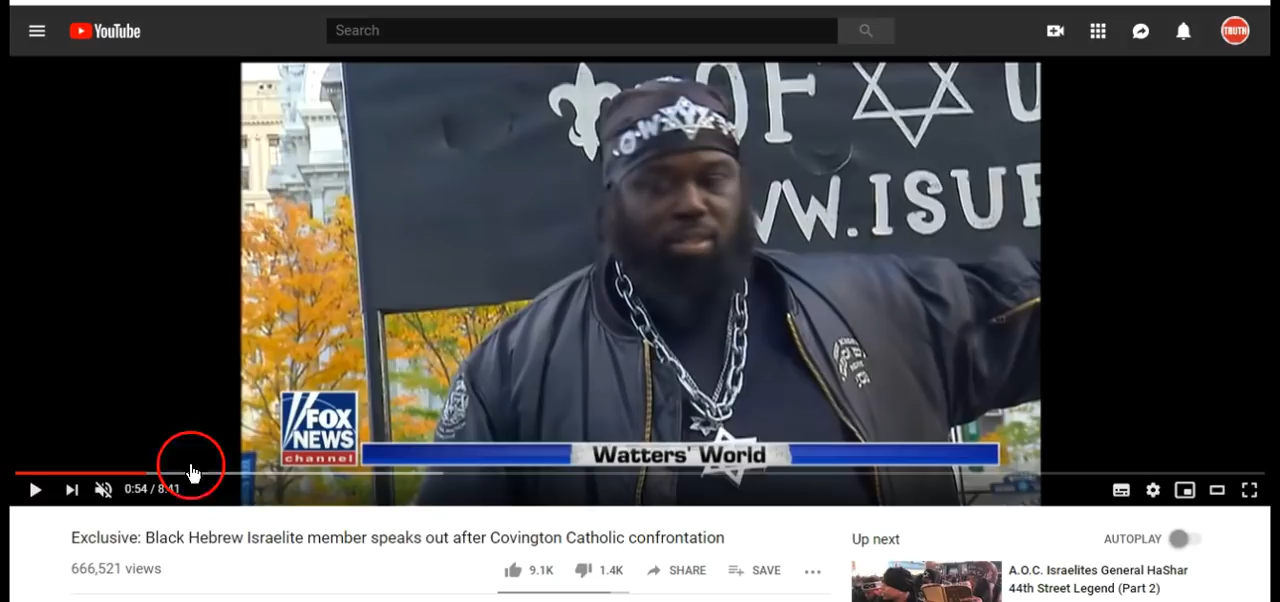 YouTube
Search
TRUTH
OF
WW.ISU
FOX
NEWS
channel
Watters' World
0:54 / 8:41
Exclusive: Black Hebrew Israelite member speaks out after Covington Catholic confrontation
666,521 views
9.1K
1.4K
SHARE
SAVE
Up next
AUTOPLAY
A.O.C. Israelites General HaShar
44th Street Legend (Part 2)